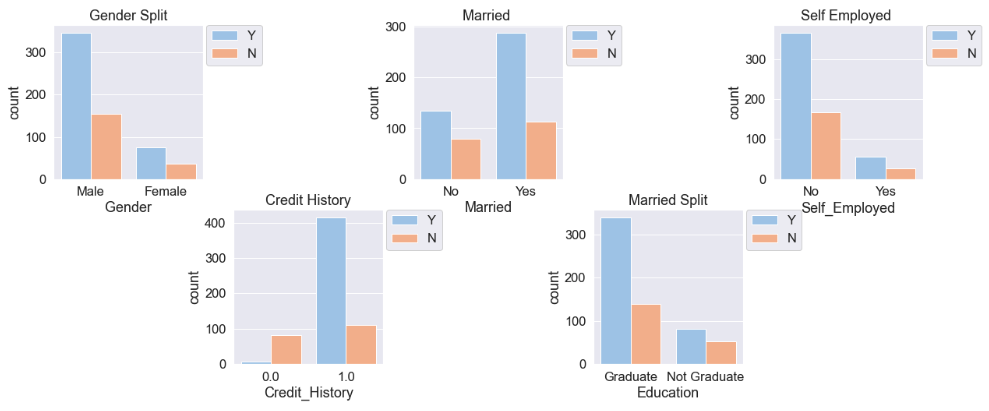 Gender Split
Y
N
300
200
100
0
count
Male Female
Gender
Married
Y
N
300
200
100
0
count
No Yes
Married
Self Employed
Y
N
300
200
100
0
count
No Yes
Self_Employed
Credit History
Y
N
400
300
200
100
0
count
0.0 1.0
Credit_History
Married Split
Y
N
300
200
100
0
count
Graduate Not Graduate
Education